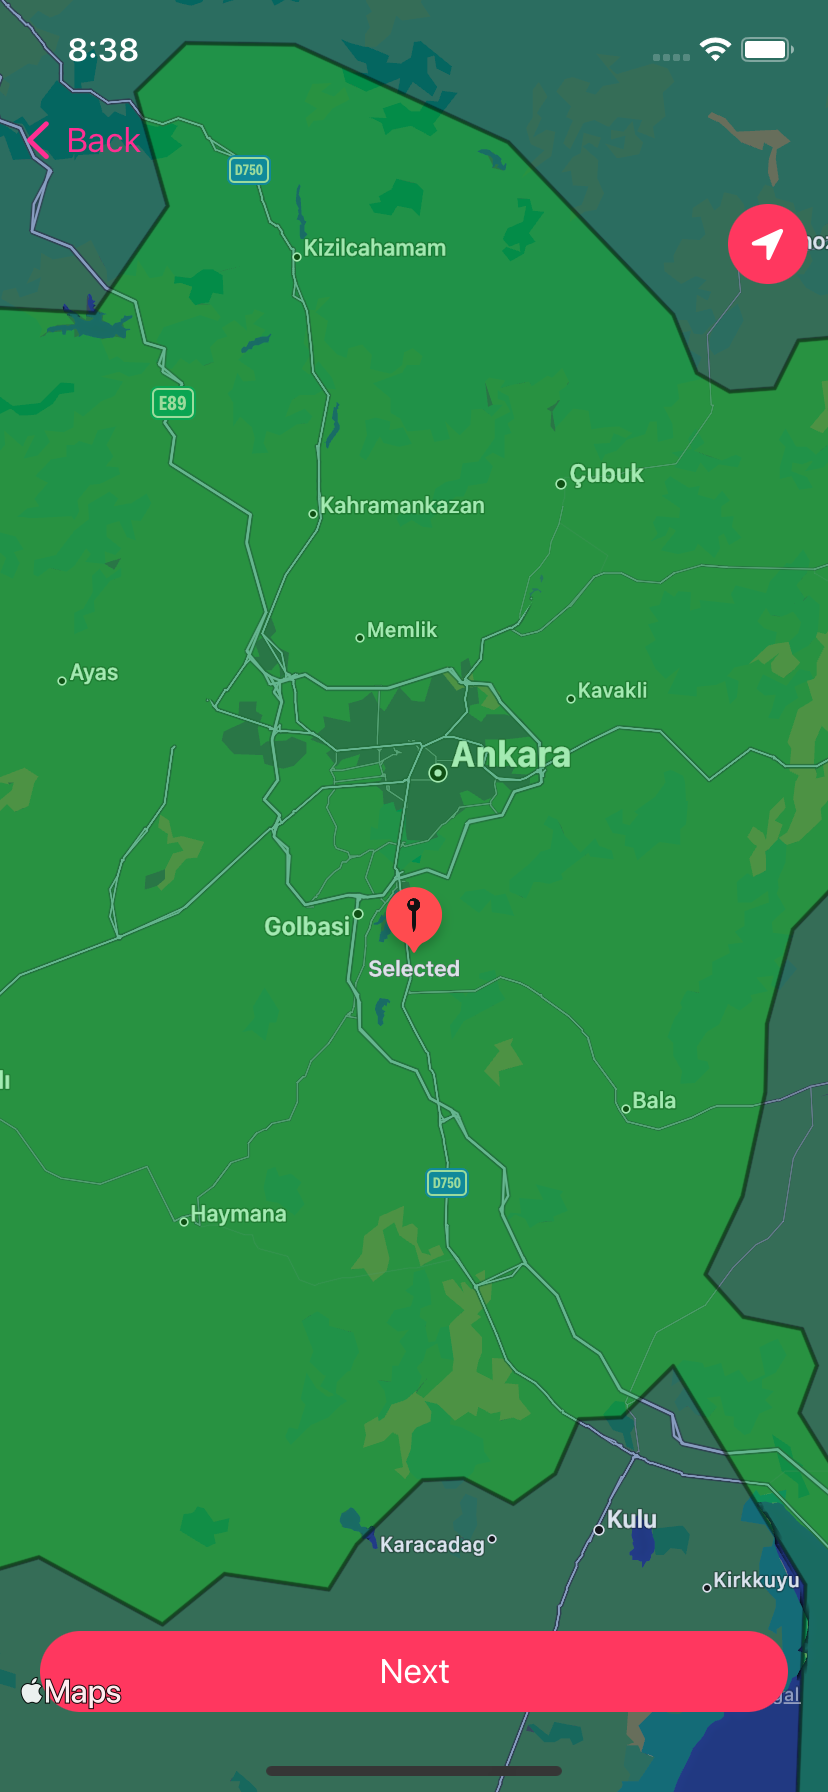 8:38
Back
D750
Kizilcahamam
E89
Çubuk
Kahramankazan
Memlik
Ayas
Kavakli
Ankara
Golbasi
Selected
Bala
D750
Haymana
Kulu
Karacadag
Kirkkuyu
Next
Maps